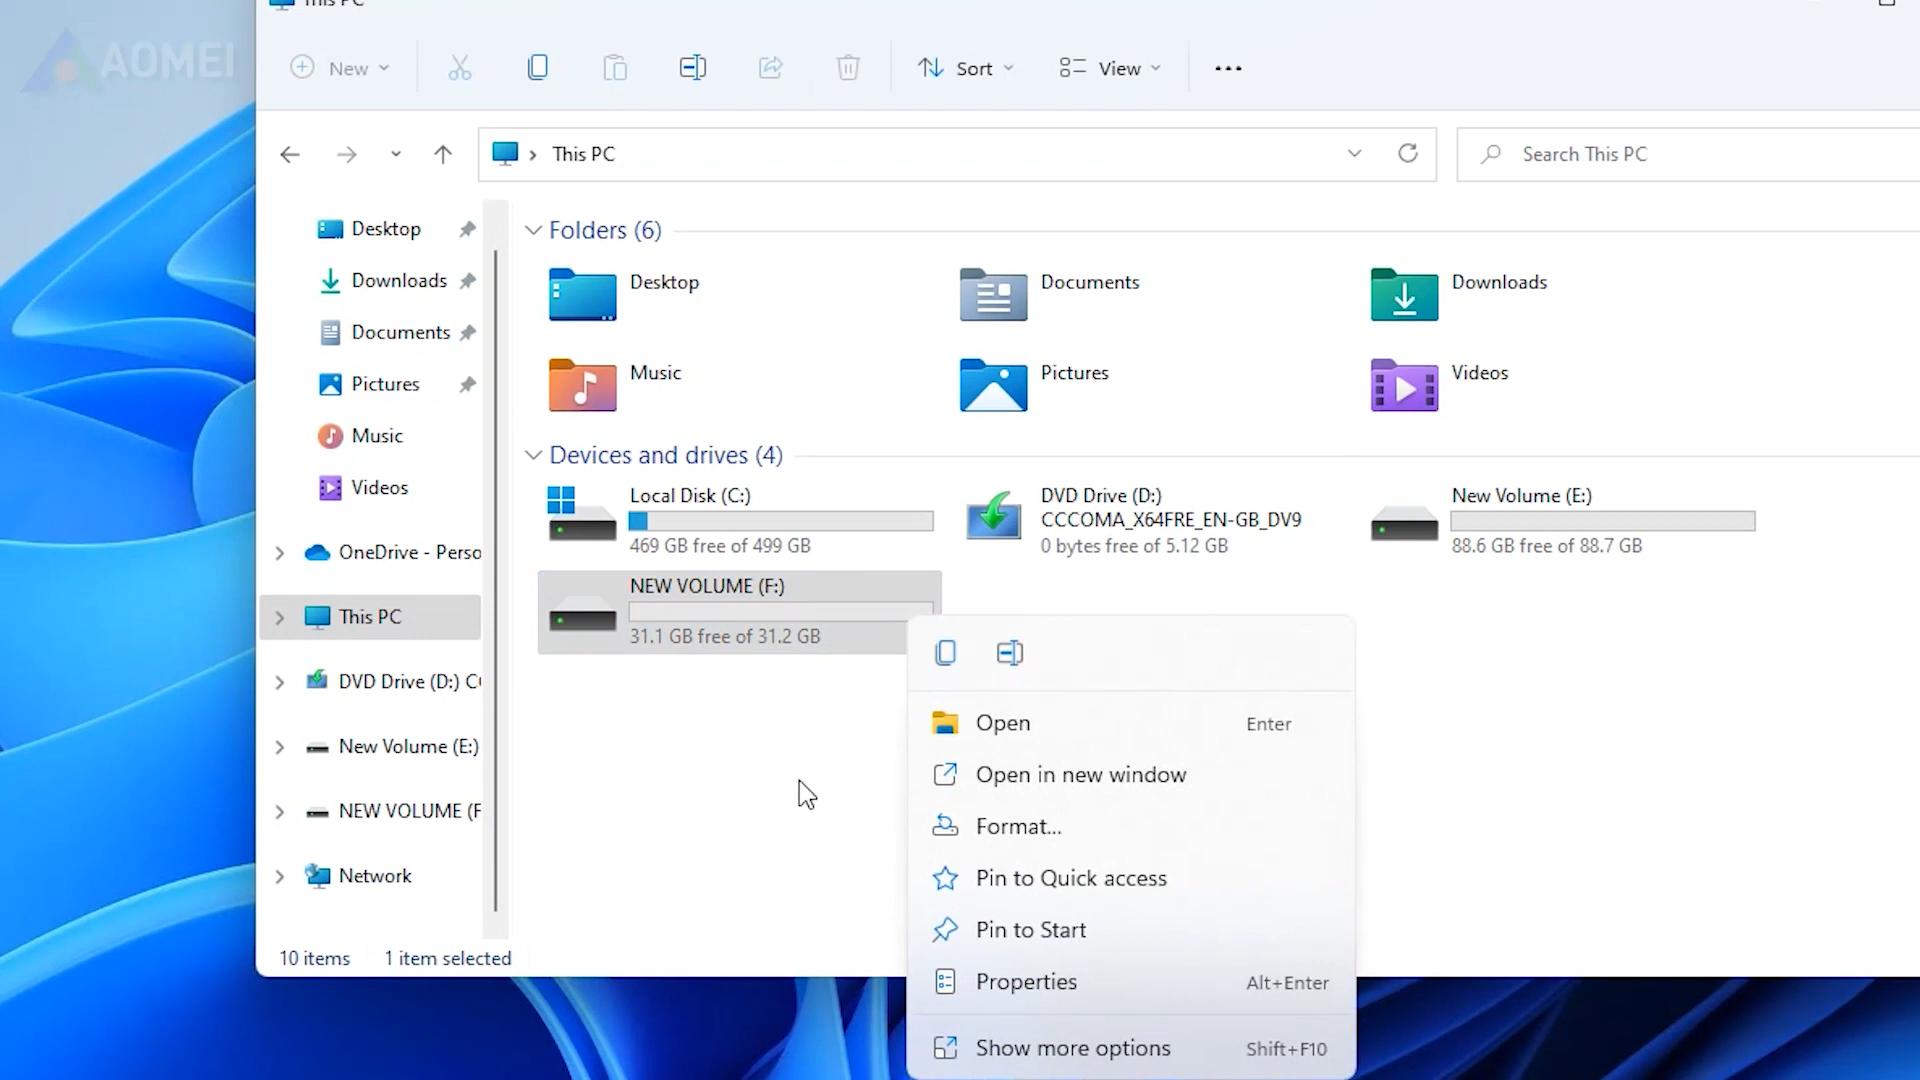 This PC
AOMEI
New
Sort
View
This PC
Search This PC
Desktop
Downloads
Documents
Pictures
Music
Videos
OneDrive - Perso
This PC
DVD Drive (D:) C
New Volume (E:)
NEW VOLUME (F
Network
Folders (6)
Desktop
Documents
Downloads
Music
Pictures
Videos
Devices and drives (4)
Local Disk (C:)
469 GB free of 499 GB
DVD Drive (D:)
CCCOMA_X64FRE_EN-GB_DV9
0 bytes free of 5.12 GB
New Volume (E:)
88.6 GB free of 88.7 GB
NEW VOLUME (F:)
31.1 GB free of 31.2 GB
Open Enter
Open in new window
Format...
Pin to Quick access
Pin to Start
Properties Alt+Enter
Show more options Shift+F10
10 items 1 item selected